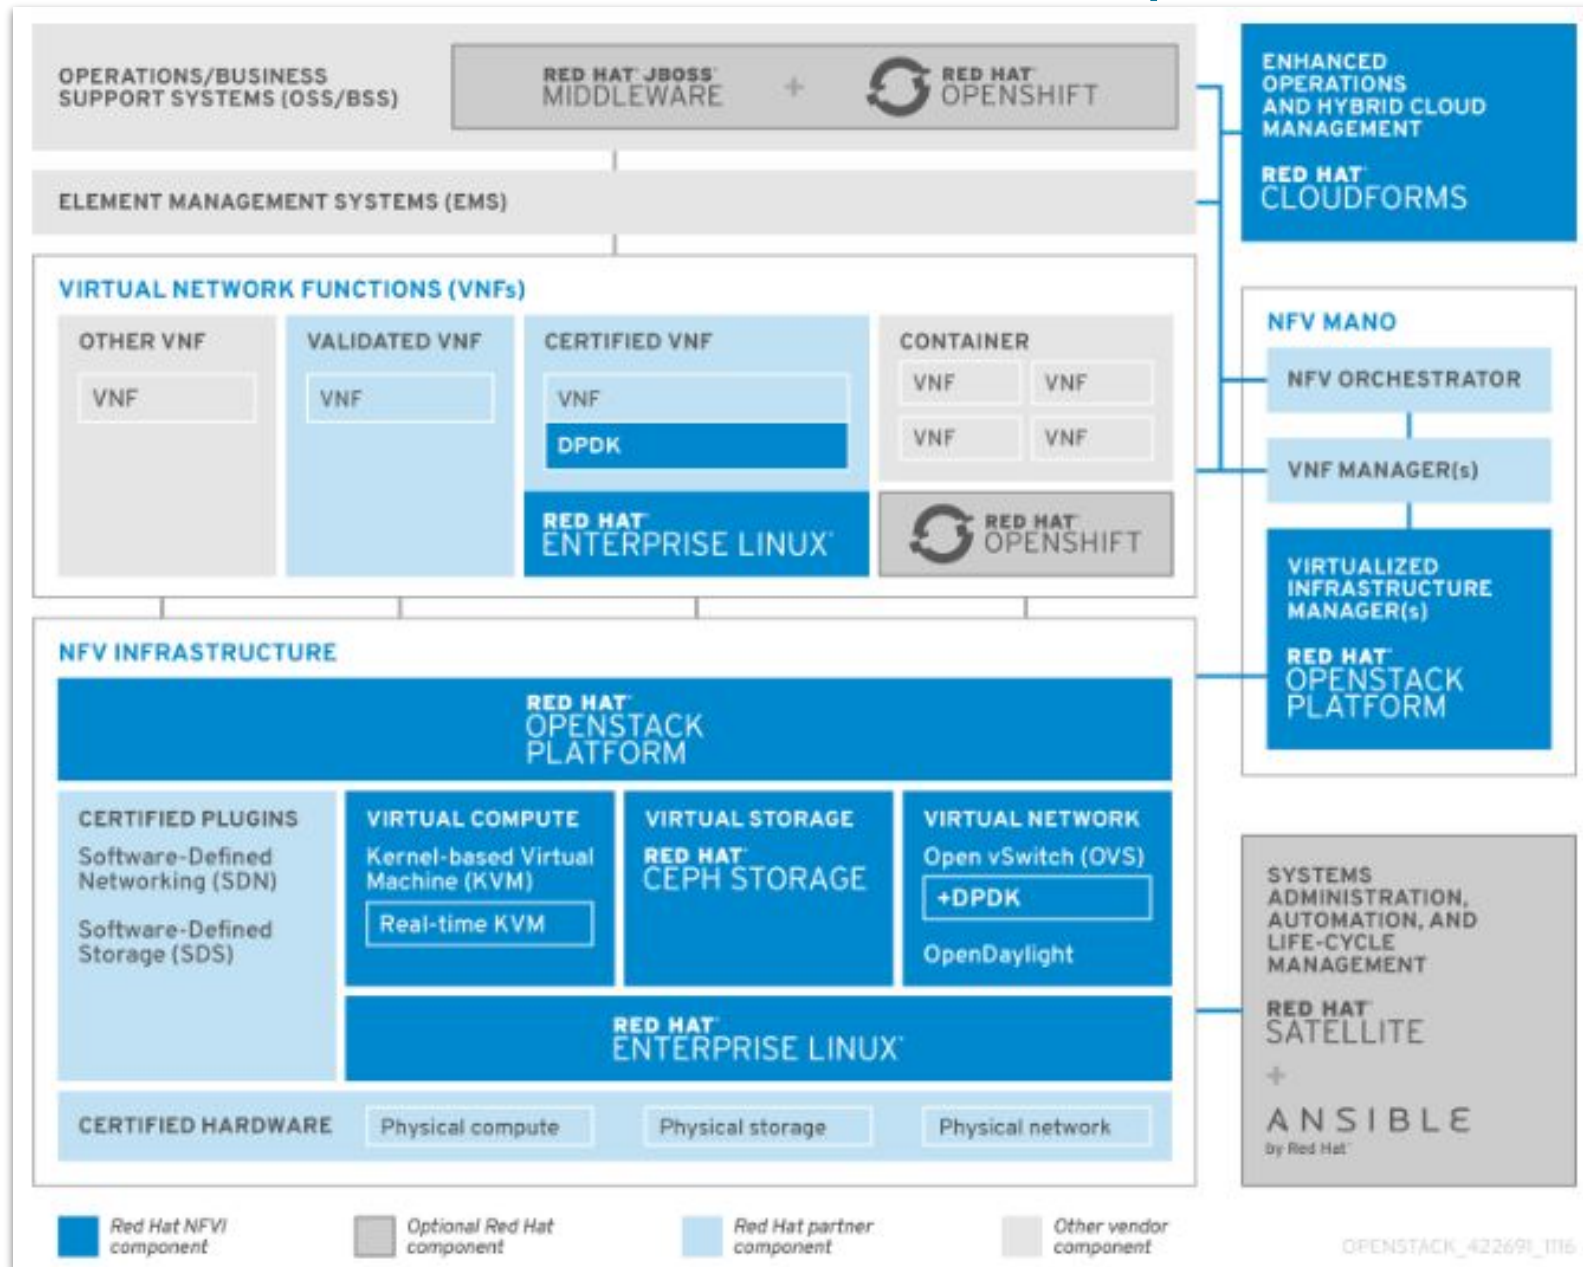 OPERATIONS/BUSINESS
SUPPORT SYSTEMS (OSS/BSS)
RED HAT JBOSS
MIDDLEWARE
+
RED HAT
OPENSHIFT
ENHANCED
OPERATIONS
AND HYBRID CLOUD
MANAGEMENT
RED HAT
CLOUDFORMS
ELEMENT MANAGEMENT SYSTEMS (EMS)
VIRTUAL NETWORK FUNCTIONS (VNFs)
OTHER VNF
VNF
VALIDATED VNF
VNF
CERTIFIED VNF
VNF
DPDK
RED HAT
ENTERPRISE LINUX
CONTAINER
VNF VNF
VNF VNF
RED HAT
OPENSHIFT
NFV MANO
NFV ORCHESTRATOR
VNF MANAGER(s)
VIRTUALIZED
INFRASTRUCTURE
MANAGER(s)
RED HAT
OPENSTACK
PLATFORM
NFV INFRASTRUCTURE
RED HAT
OPENSTACK
PLATFORM
CERTIFIED PLUGINS
Software-Defined
Networking (SDN)
Software-Defined
Storage (SDS)
VIRTUAL COMPUTE
Kernel-based Virtual
Machine (KVM)
Real-time KVM
VIRTUAL STORAGE
RED HAT
CEPH STORAGE
VIRTUAL NETWORK
Open vSwitch (OVS)
+DPDK
OpenDaylight
RED HAT
ENTERPRISE LINUX
CERTIFIED HARDWARE
Physical compute
Physical storage
Physical network
SYSTEMS
ADMINISTRATION,
AUTOMATION, AND
LIFE-CYCLE
MANAGEMENT
RED HAT
SATELLITE
+
ANSIBLE
by Red Hat
Red Hat NFVI
component
Optional Red Hat
component
Red Hat partner
component
Other vendor
component
OPENSTACK_422691_1116